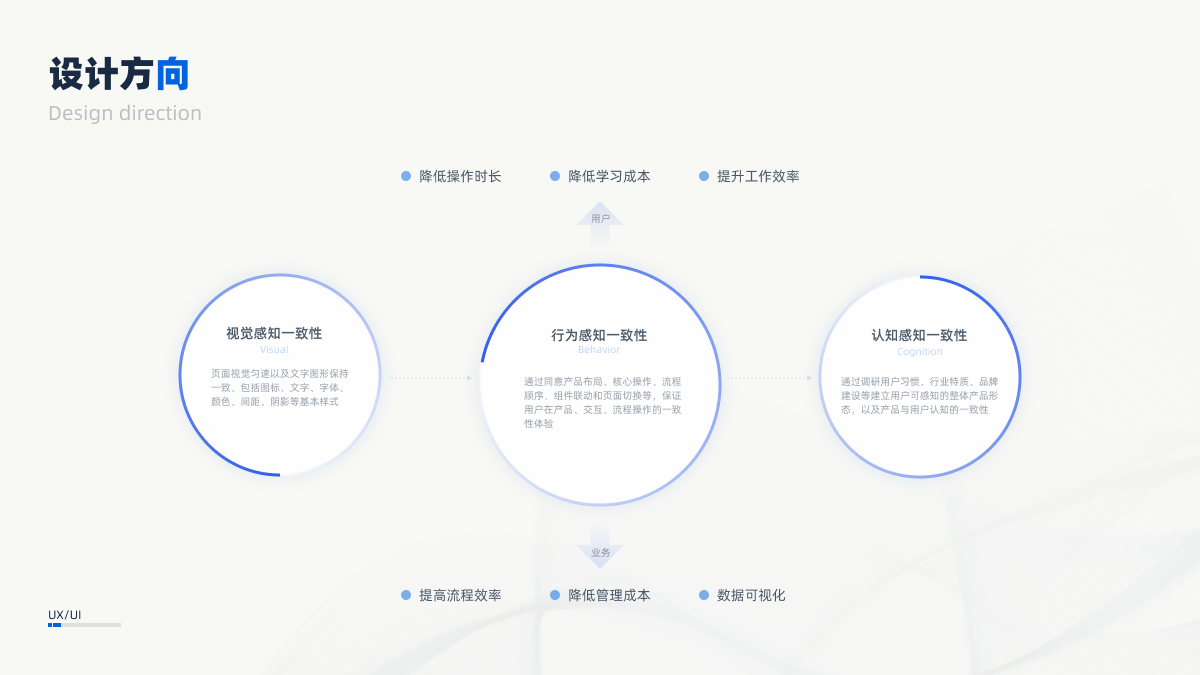 设计方向
Design direction
降低操作时长
降低学习成本
提升工作效率
用户
视觉感知一致性
Visual
页面视觉匀速以及文字图形保持
一致，包括图标、文字、字体、
颜色、间距、阴影等基本样式
行为感知一致性
Behavior
通过同意产品布局、核心操作、流程
顺序、组件联动和页面切换等，保证
用户在产品、交互、流程操作的一致
性体验
认知感知一致性
Cognition
通过调研用户习惯、行业特质、品牌
建设等建立用户可感知的整体产品形
态，以及产品与用户认知的一致性
业务
提高流程效率
降低管理成本
数据可视化
UX/UI